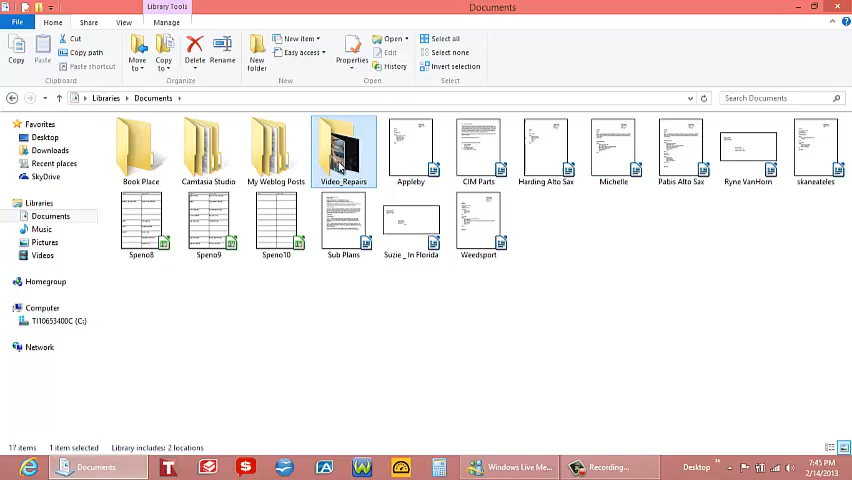 Library Tools
Documents
File
Home
Share
View
Manage
Copy
Paste
Cut
Copy path
Paste shortcut
Clipboard
Move to
Copy to
Delete
Rename
Organize
New folder
New item
Easy access
New
Properties
Open
Edit
History
Open
Select all
Select none
Invert selection
Select
Libraries
Documents
Search Documents
Favorites
Desktop
Downloads
Recent places
SkyDrive
Libraries
Documents
Music
Pictures
Videos
Homegroup
Computer
TI10653400C (C:)
Network
Book Place
Camtasia Studio
My Weblog Posts
Video_Repairs
Appleby
CIM Parts
Harding Alto Sax
Michelle
Pabis Alto Sax
Ryne VanHorn
skaneateles
Speno8
Speno9
Speno10
Sub Plans
Suzie _ In Florida
Weedsport
17 items
1 item selected
Library includes: 2 locations
Documents
Windows Live Me...
Recording...
Desktop
7:45 PM
2/14/2013